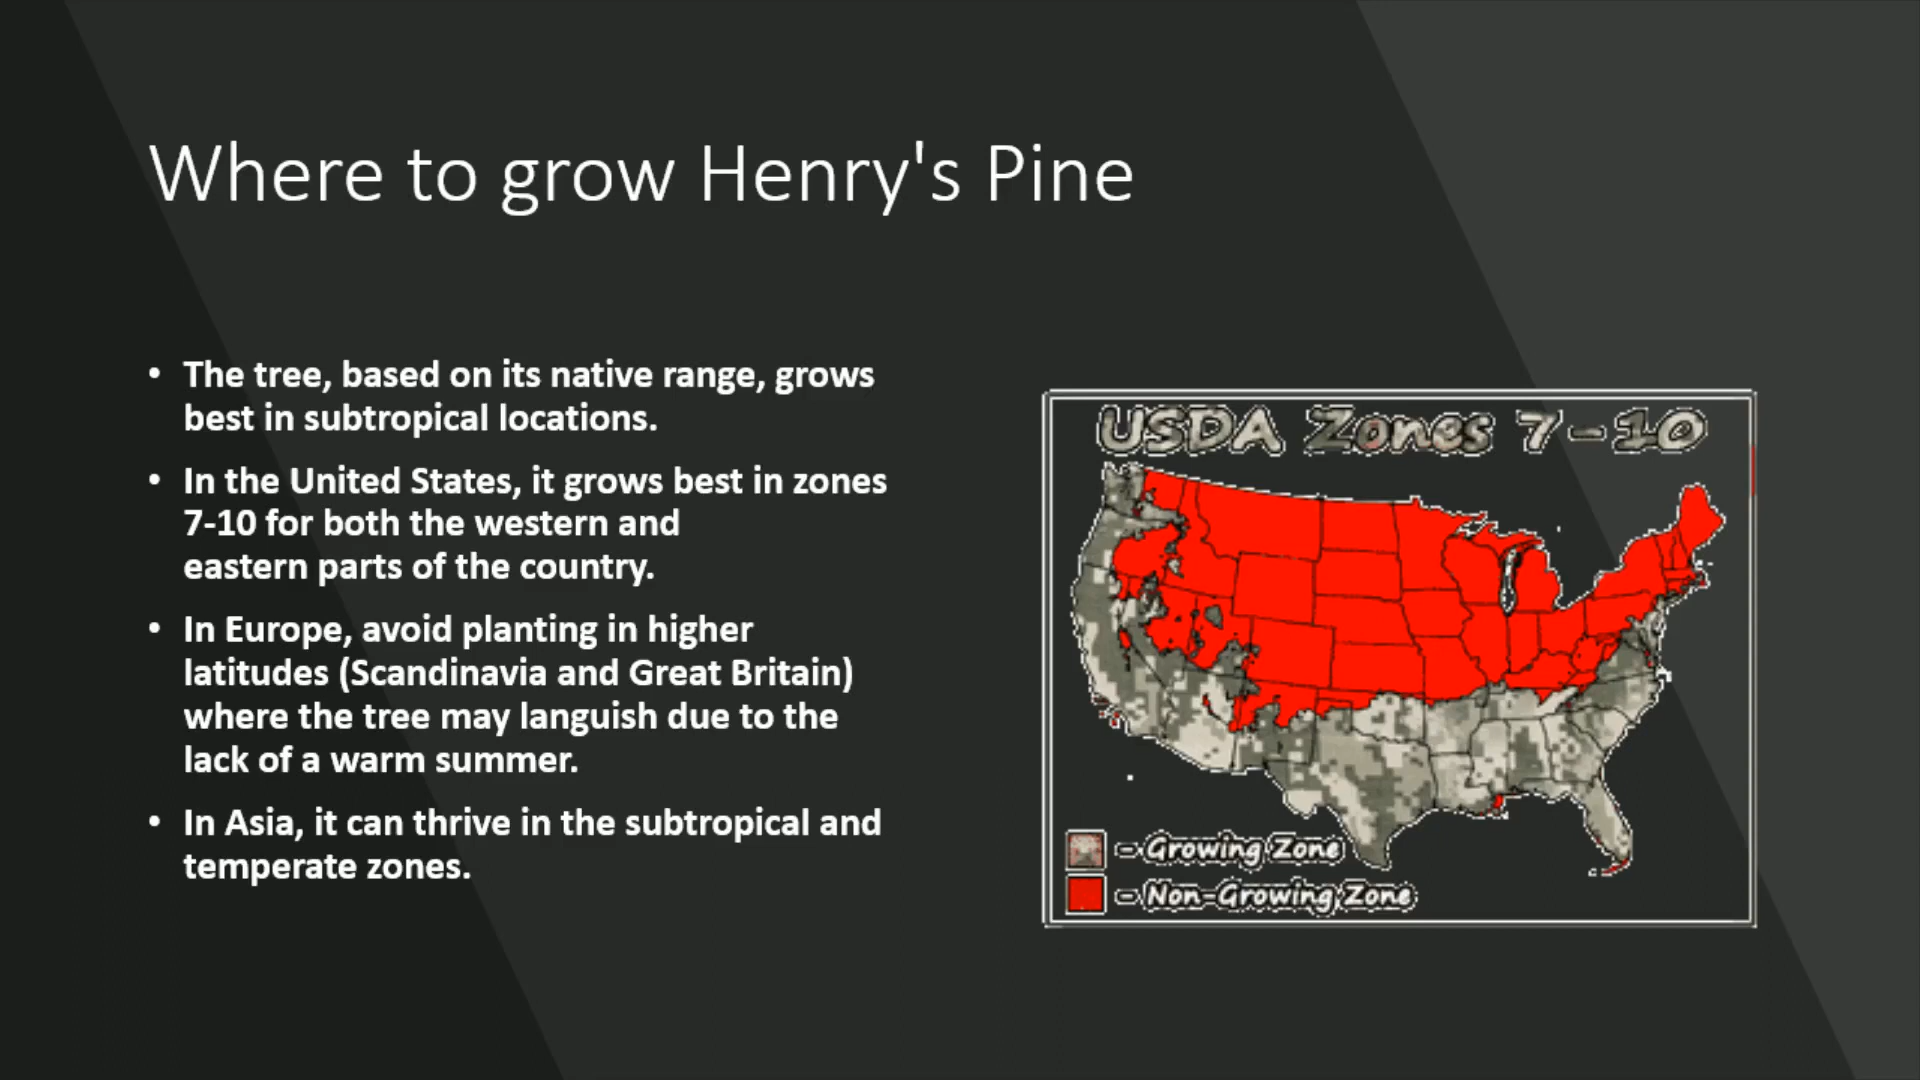 Where to grow Henry's Pine
• The tree, based on its native range, grows
best in subtropical locations.
• In the United States, it grows best in zones
7-10 for both the western and
eastern parts of the country.
• In Europe, avoid planting in higher
latitudes (Scandinavia and Great Britain)
where the tree may languish due to the
lack of a warm summer.
• In Asia, it can thrive in the subtropical and
temperate zones.
USDA Zones 7-10
- Growing Zone
- Non-Growing Zone